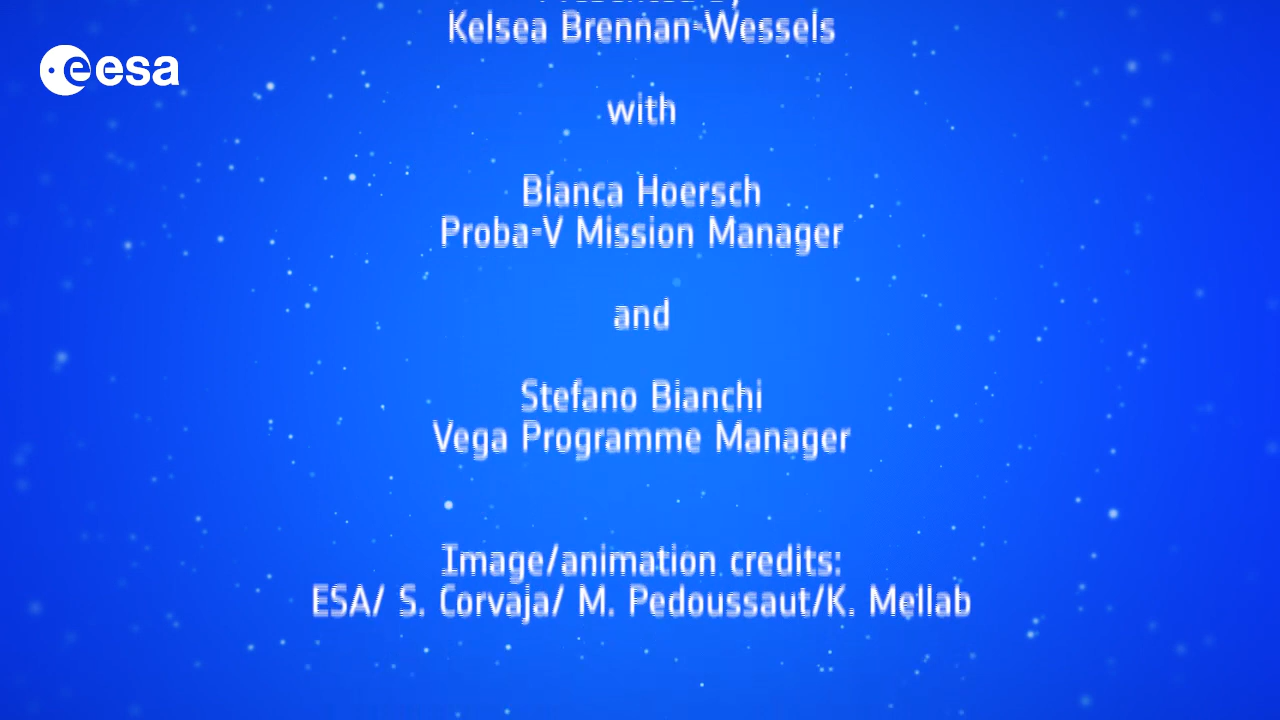 esa
Kelsea Brennan-Wessels
with
Bianca Hoersch
Proba-V Mission Manager
and
Stefano Bianchi
Vega Programme Manager
Image/animation credits:
ESA/ S. Corvaja/ M. Pedoussaut/K. Mellab